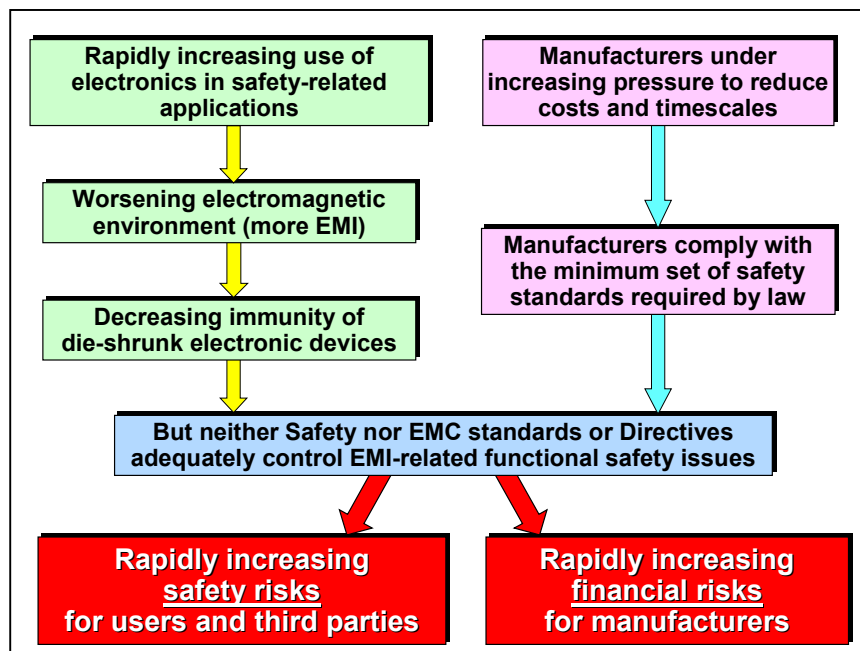 Rapidly increasing use of
electronics in safety-related
applications
Manufacturers under
increasing pressure to reduce
costs and timescales
Worsening electromagnetic
environment (more EMI)
Manufacturers comply with
the minimum set of safety
standards required by law
Decreasing immunity of
die-shrunk electronic devices
But neither Safety nor EMC standards or Directives
adequately control EMI-related functional safety issues
Rapidly increasing
safety risks
for users and third parties
Rapidly increasing
financial risks
for manufacturers